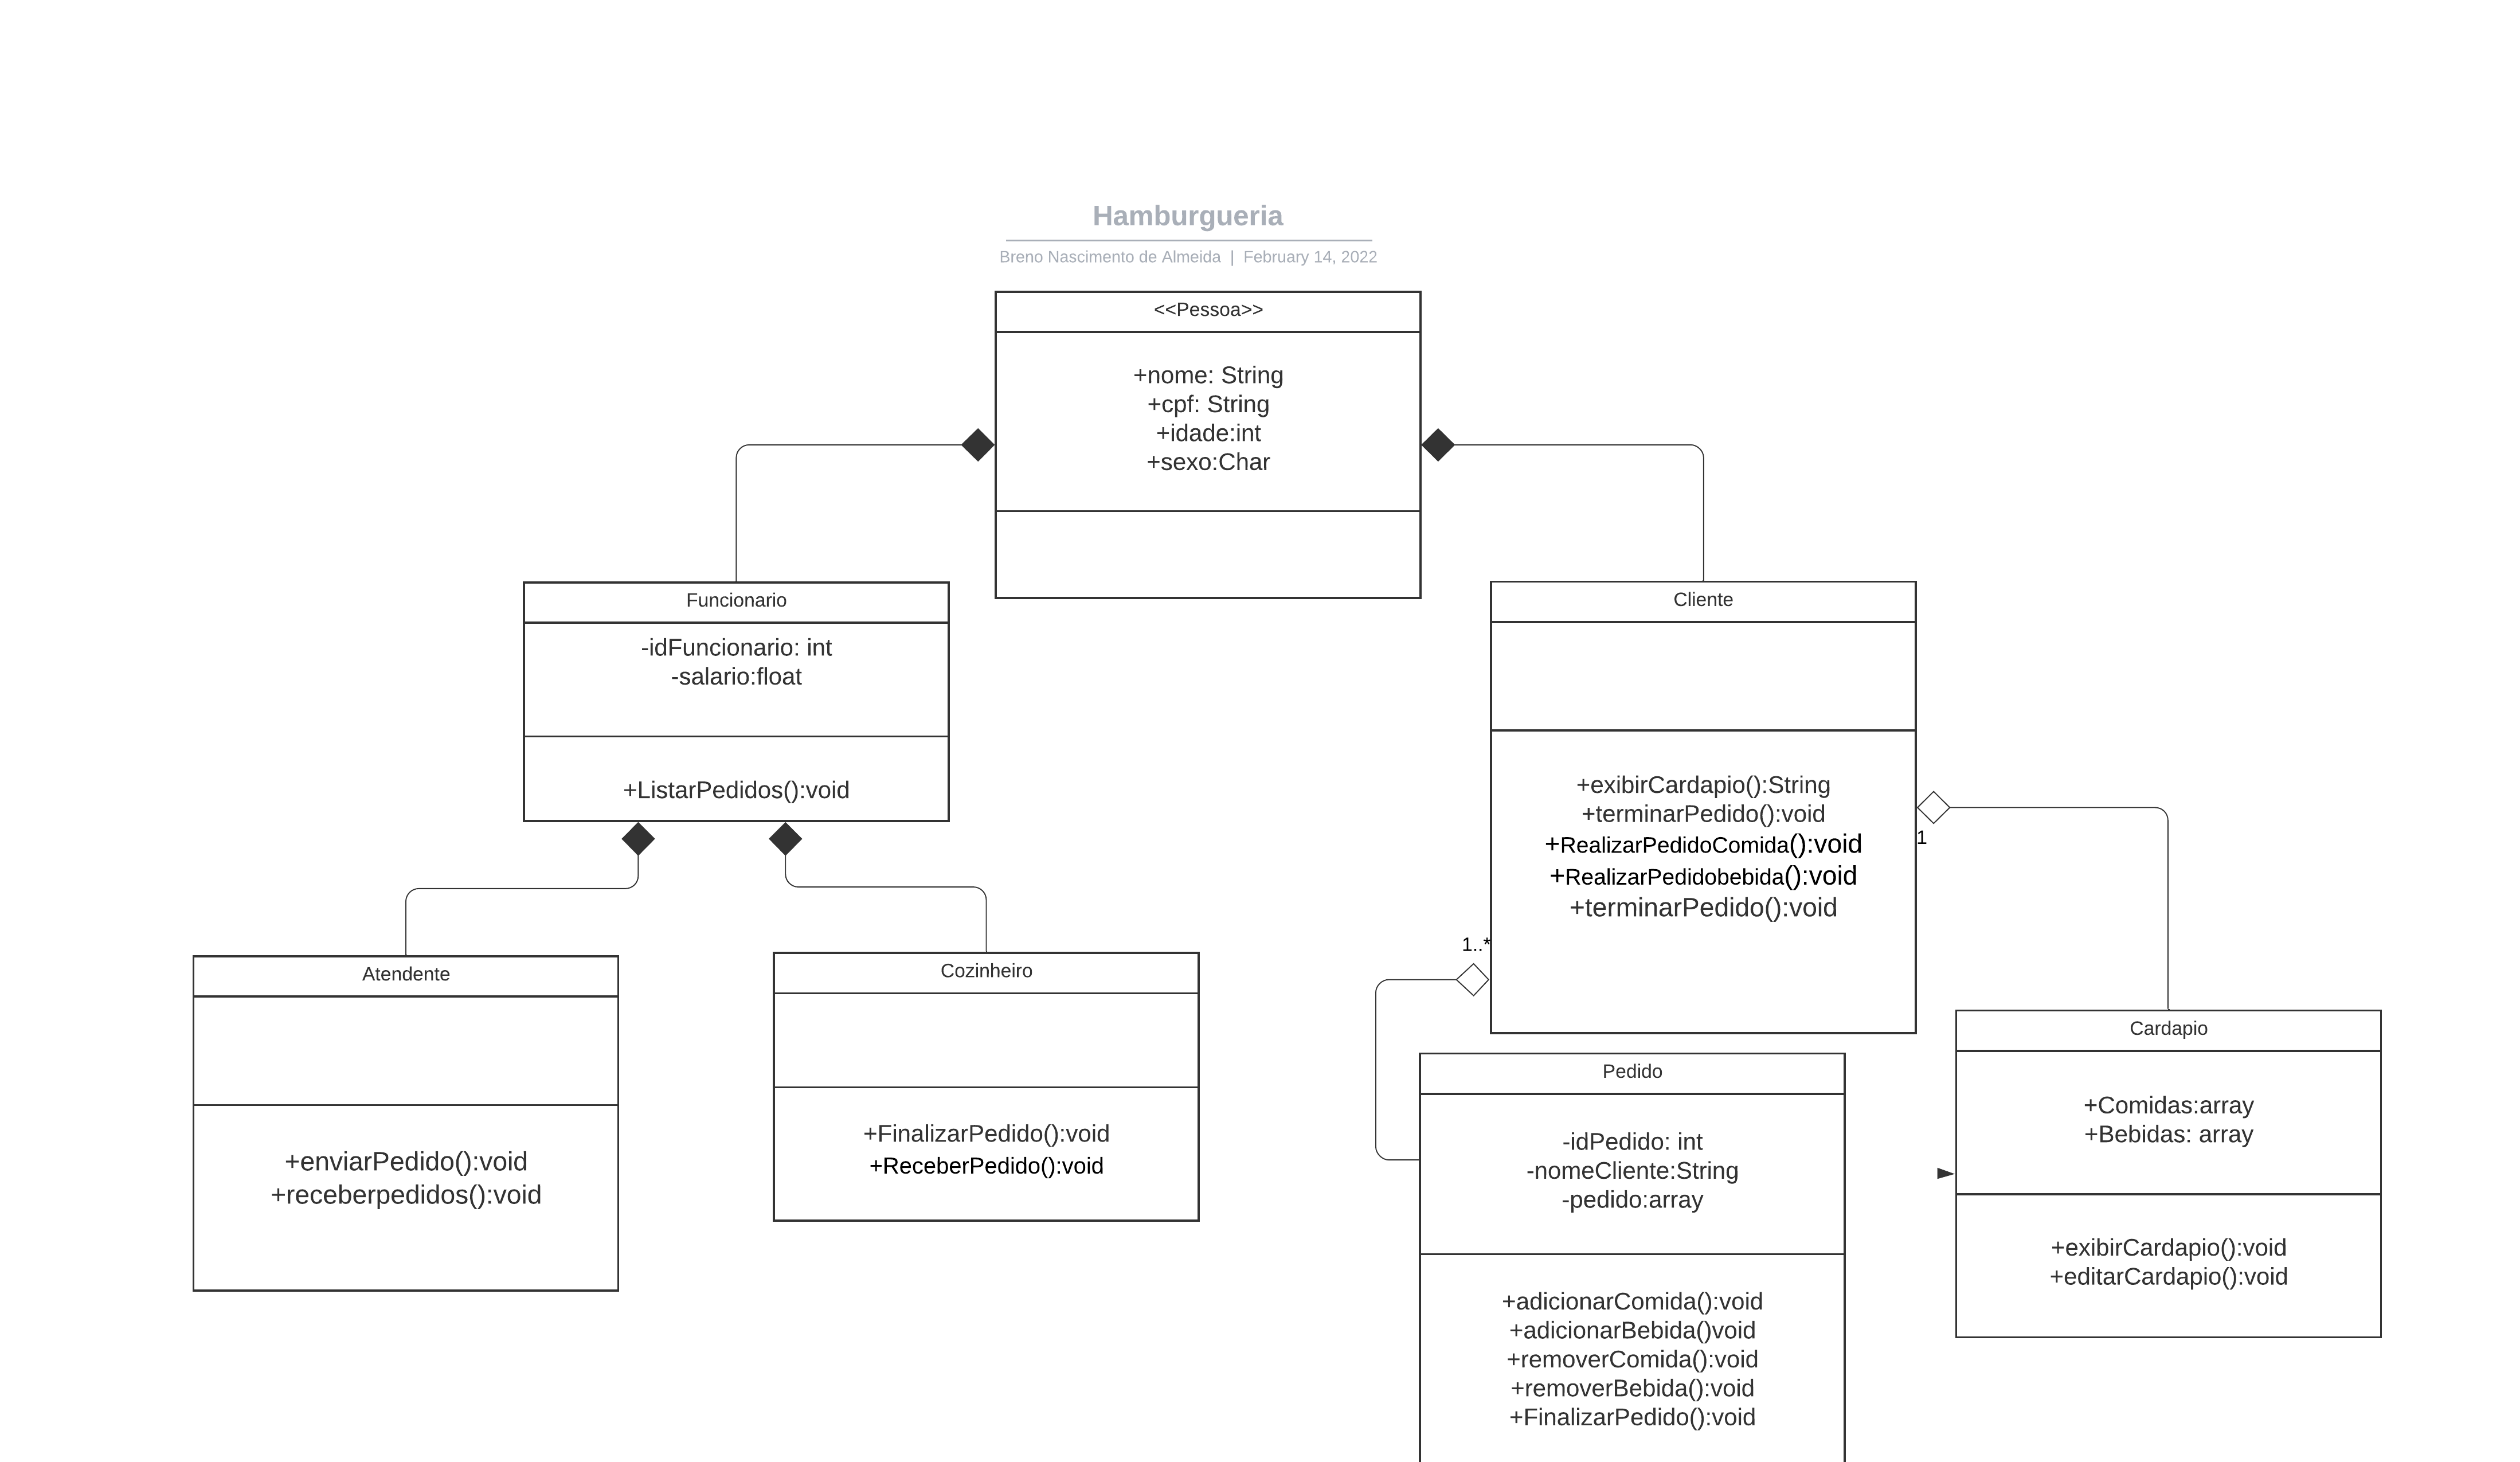 Hamburgueria
Breno Nascimento de Almeida | February 14, 2022
<<Pessoa>>
+nome: String
+cpf: String
+idade:int
+sexo:Char
Funcionario
-idFuncionario: int
-salario:float
+ListarPedidos():void
Cliente
+exibirCardapio():String
+terminarPedido():void
+RealizarPedidoComida():void
+RealizarPedidobebida():void
+terminarPedido():void
1
1..*
Atendente
+enviarPedido():void
+receberpedidos():void
Cozinheiro
+FinalizarPedido():void
+ReceberPedido():void
Pedido
-idPedido: int
-nomeCliente:String
-pedido:array
+adicionarComida():void
+adicionarBebida()void
+removerComida():void
+removerBebida():void
+FinalizarPedido():void
Cardapio
+Comidas:array
+Bebidas: array
+exibirCardapio():void
+editarCardapio():void